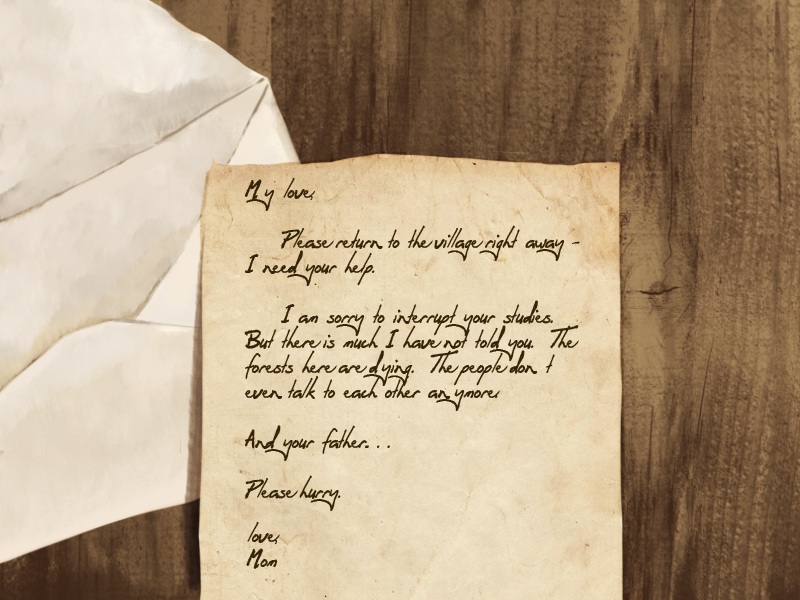 My love,
Please return to the village right away -
I need your help.
I am sorry to interrupt your studies.
But there is much I have not told you. The
forests here are dying. The people don t
even talk to each other anymore.
And your father. . .
Please hurry.
love,
Mom